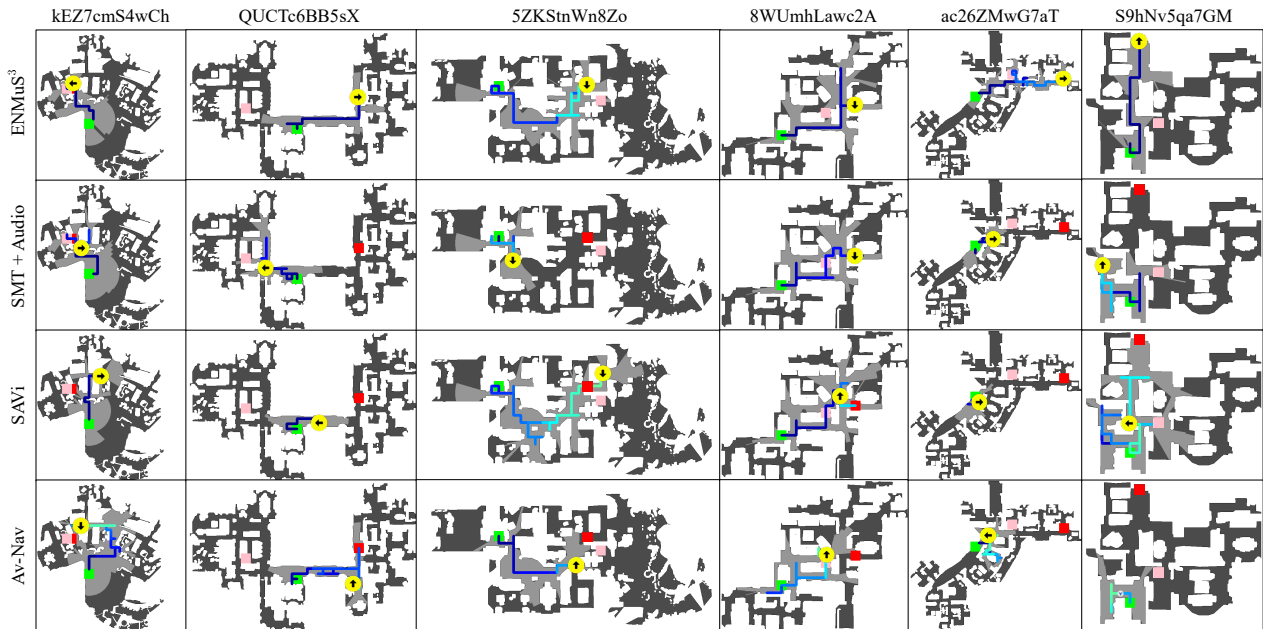 kEZ7cmS4wCh QUCTc6BB5sX 5ZKStnWn8Zo 8WUmhLawc2A ac26ZMwG7aT S9hNv5qa7GM
ENMuS³
SMT + Audio
SAVi
Av-Nav